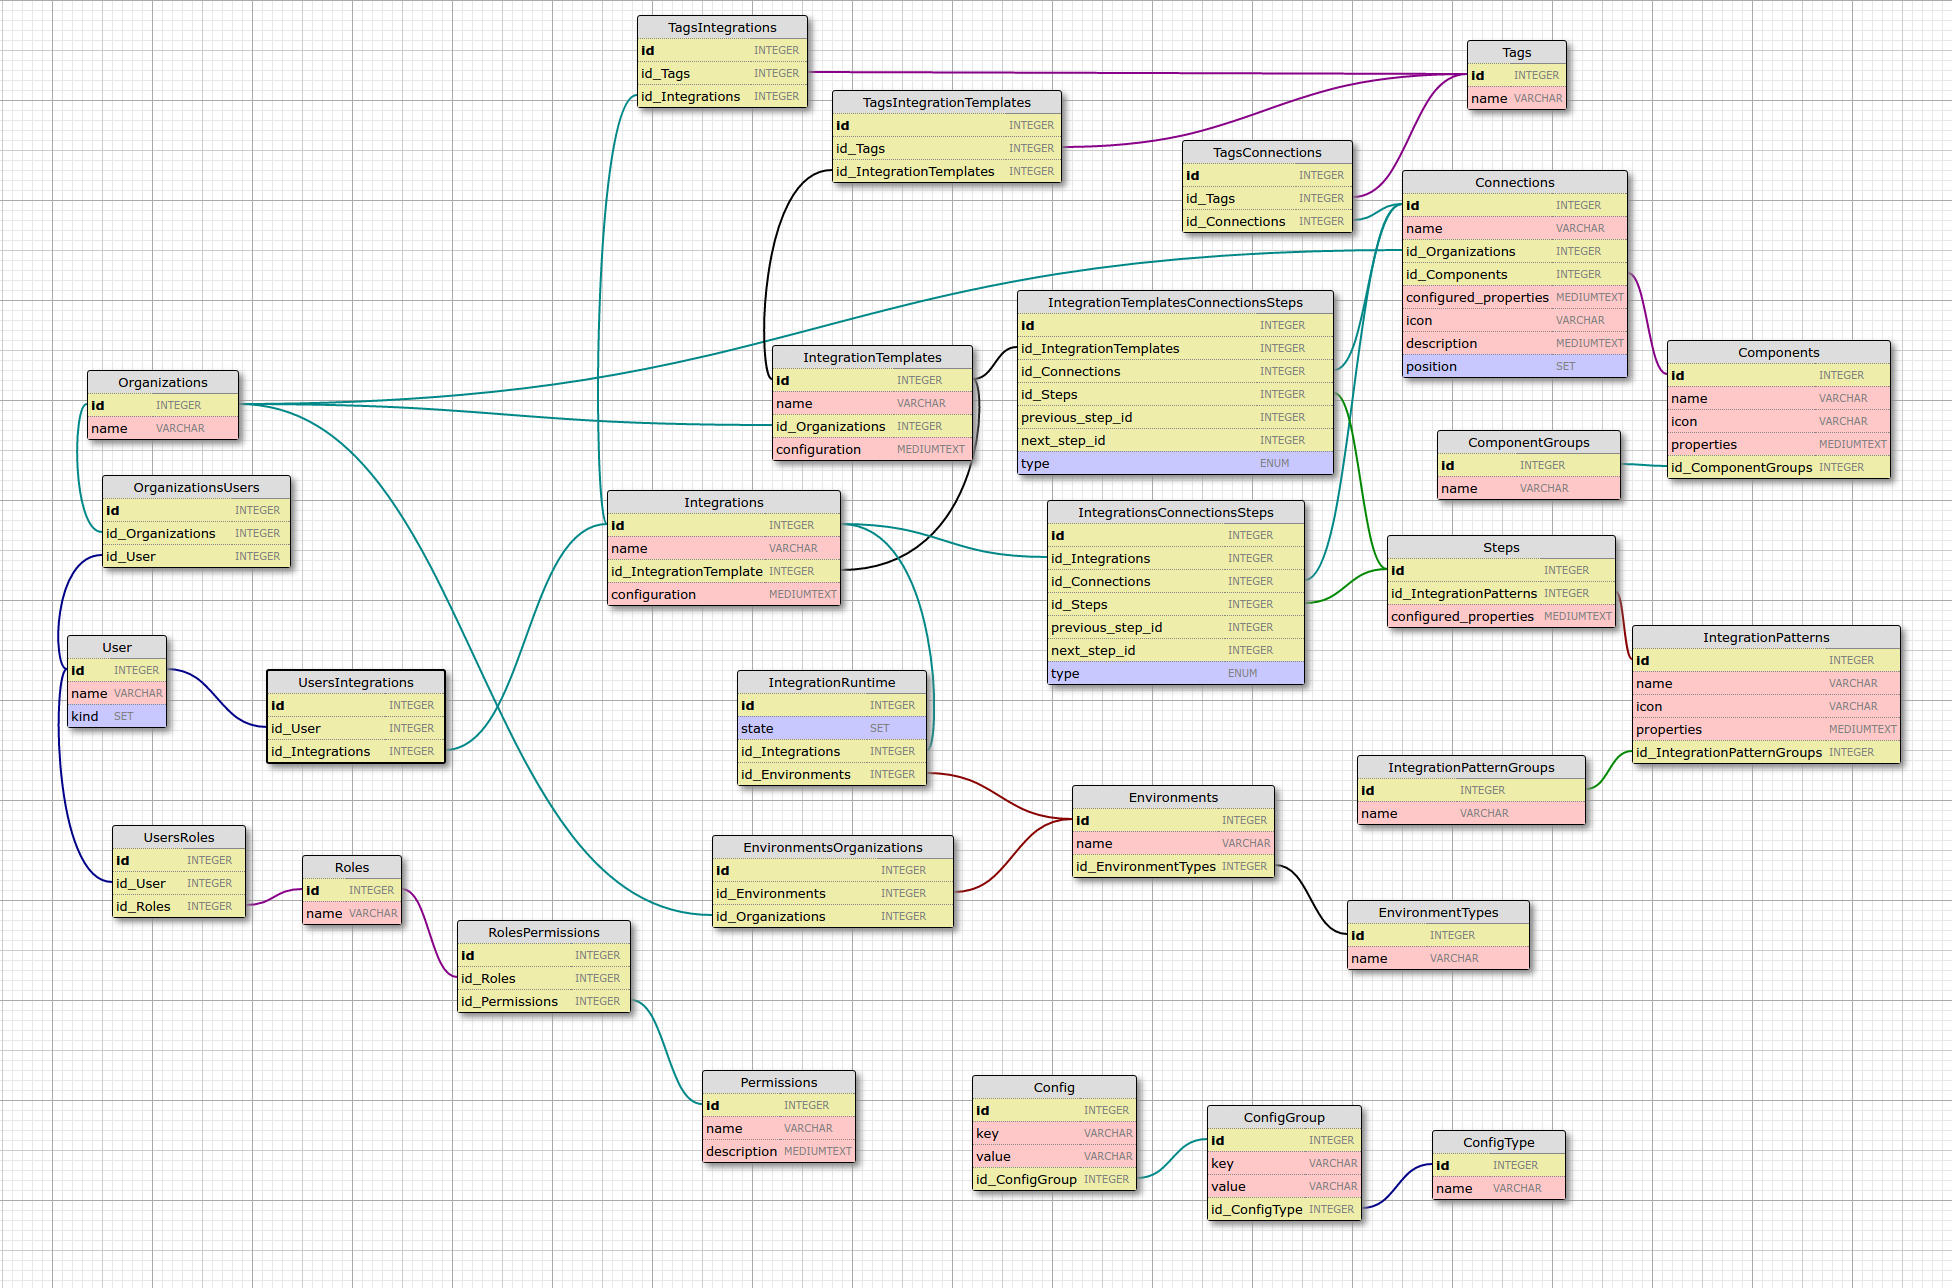 TagsIntegrations
id INTEGER
id_Tags INTEGER
id_Integrations INTEGER
Tags
id INTEGER
name VARCHAR
TagsIntegrationTemplates
id INTEGER
id_Tags INTEGER
id_IntegrationTemplates INTEGER
TagsConnections
id INTEGER
id_Tags INTEGER
id_Connections INTEGER
Connections
id INTEGER
name VARCHAR
id_Organizations INTEGER
id_Components INTEGER
configured_properties MEDIUMTEXT
icon VARCHAR
description MEDIUMTEXT
position SET
IntegrationTemplatesConnectionsSteps
id INTEGER
id_IntegrationTemplates INTEGER
id_Connections INTEGER
id_Steps INTEGER
previous_step_id INTEGER
next_step_id INTEGER
type ENUM
IntegrationTemplates
id INTEGER
name VARCHAR
id_Organizations INTEGER
configuration MEDIUMTEXT
Components
id INTEGER
name VARCHAR
icon VARCHAR
properties MEDIUMTEXT
id_ComponentGroups INTEGER
Organizations
id INTEGER
name VARCHAR
ComponentGroups
id INTEGER
name VARCHAR
OrganizationsUsers
id INTEGER
id_Organizations INTEGER
id_User INTEGER
Integrations
id INTEGER
name VARCHAR
id_IntegrationTemplate INTEGER
configuration MEDIUMTEXT
IntegrationsConnectionsSteps
id INTEGER
id_Integrations INTEGER
id_Connections INTEGER
id_Steps INTEGER
previous_step_id INTEGER
next_step_id INTEGER
type ENUM
Steps
id INTEGER
id_IntegrationPatterns INTEGER
configured_properties MEDIUMTEXT
IntegrationPatterns
id INTEGER
name VARCHAR
icon VARCHAR
properties MEDIUMTEXT
id_IntegrationPatternGroups INTEGER
User
id INTEGER
name VARCHAR
kind SET
UsersIntegrations
id INTEGER
id_User INTEGER
id_Integrations INTEGER
IntegrationRuntime
id INTEGER
state SET
id_Integrations INTEGER
id_Environments INTEGER
IntegrationPatternGroups
id INTEGER
name VARCHAR
Environments
id INTEGER
name VARCHAR
id_EnvironmentTypes INTEGER
UsersRoles
id INTEGER
id_User INTEGER
id_Roles INTEGER
Roles
id INTEGER
name VARCHAR
EnvironmentsOrganizations
id INTEGER
id_Environments INTEGER
id_Organizations INTEGER
EnvironmentTypes
id INTEGER
name VARCHAR
RolesPermissions
id INTEGER
id_Roles INTEGER
id_Permissions INTEGER
Permissions
id INTEGER
name VARCHAR
description MEDIUMTEXT
Config
id INTEGER
key VARCHAR
value VARCHAR
id_ConfigGroup INTEGER
ConfigGroup
id INTEGER
key VARCHAR
value VARCHAR
id_ConfigType INTEGER
ConfigType
id INTEGER
name VARCHAR